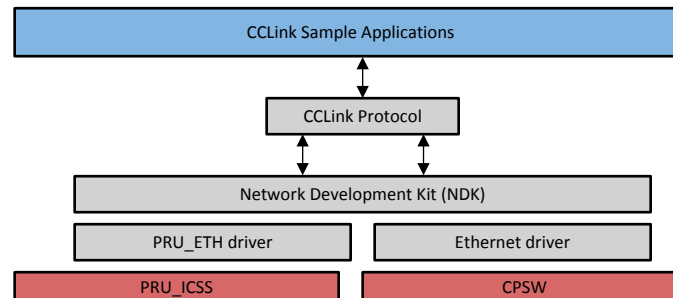 CCLink Sample Applications
CCLink Protocol
Network Development Kit (NDK)
PRU_ETH driver
Ethernet driver
PRU_ICSS
CPSW